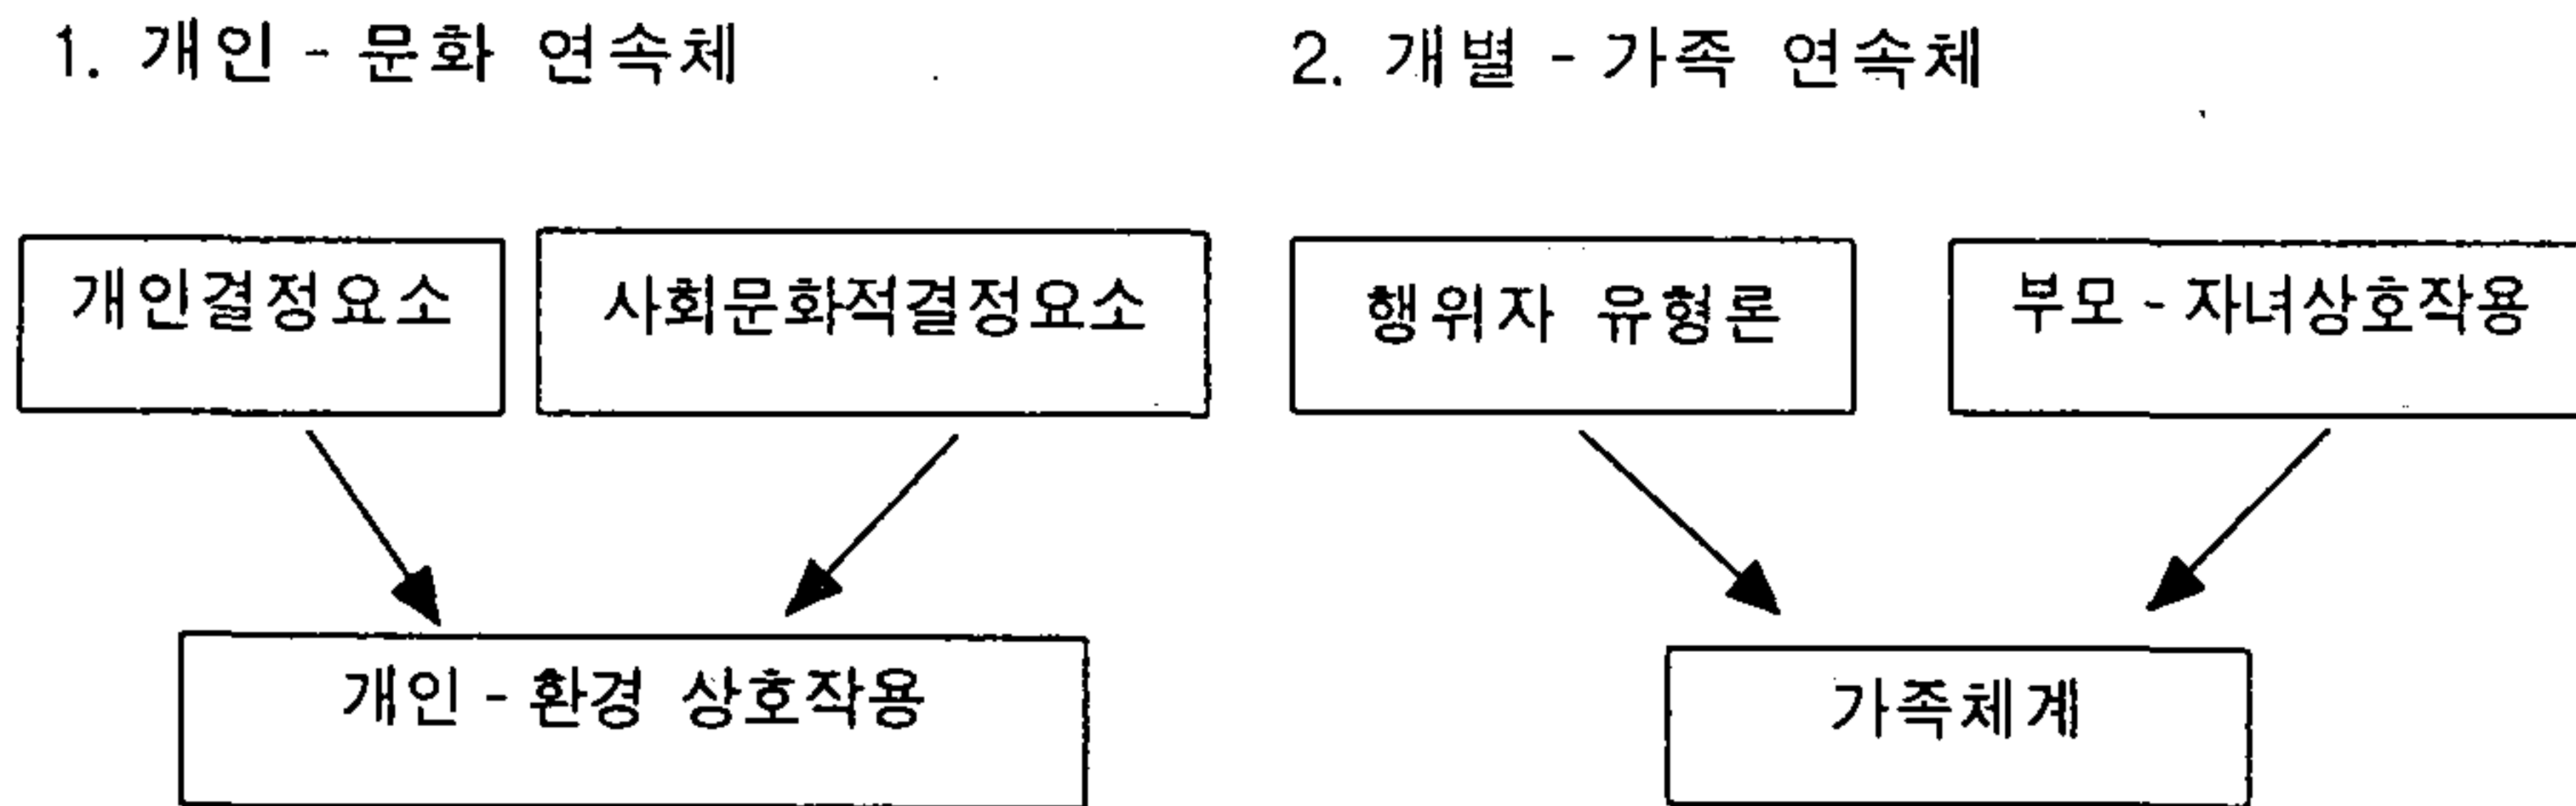 1. 개인 - 문화 연속체
2. 개별 - 가족 연속체
개인결정요소
사회문화적결정요소
행위자 유형론
부모 - 자녀상호작용
개인 - 환경 상호작용
가족체계